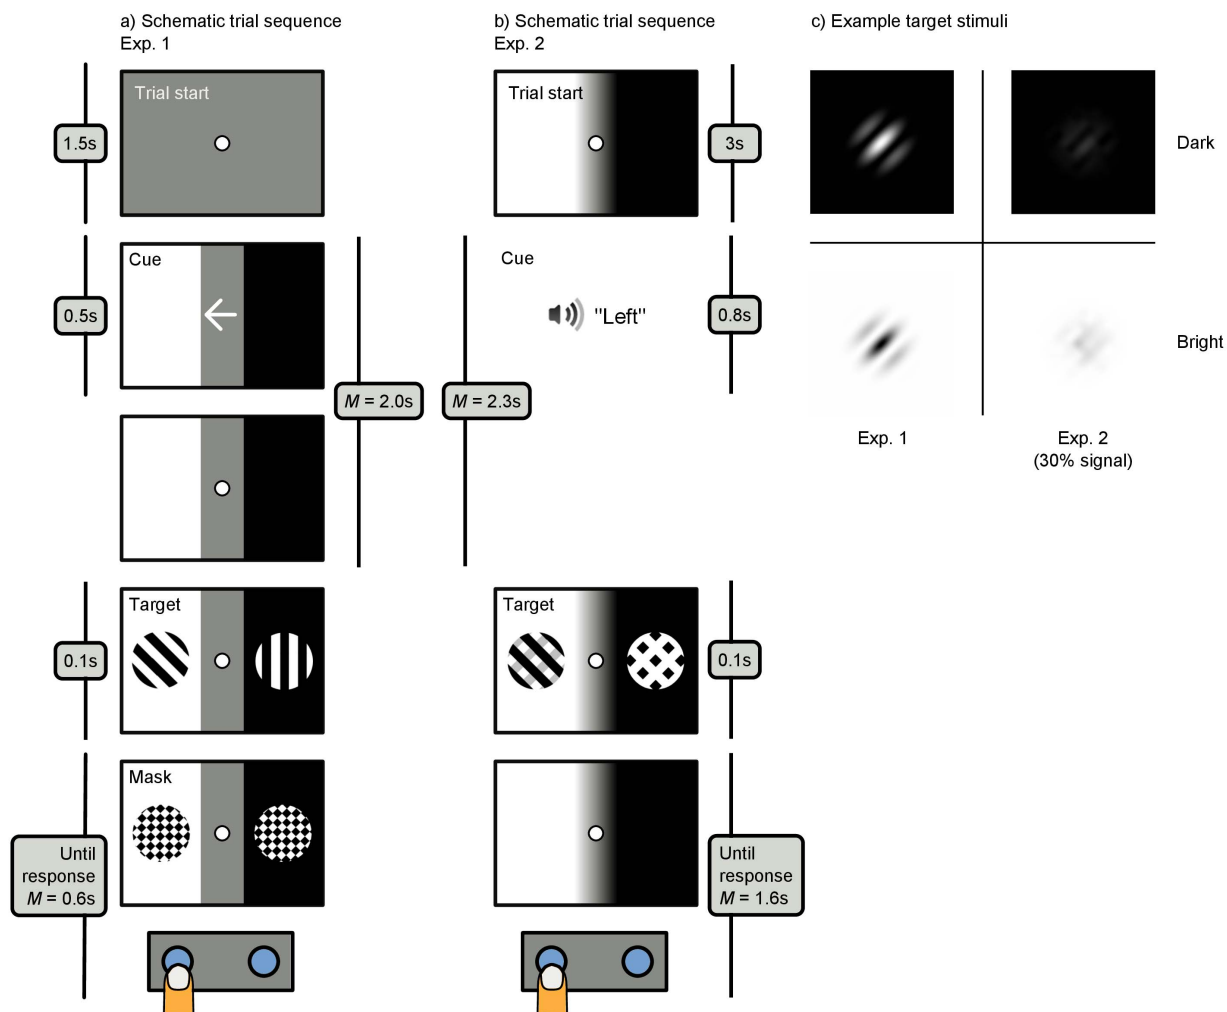 a) Schematic trial sequence
Exp. 1
Trial start
1.5s
Cue
0.5s
M = 2.0s
Target
0.1s
Mask
Until
response
M = 0.6s
b) Schematic trial sequence
Exp. 2
Trial start
3s
Cue
"Left"
0.8s
M = 2.3s
Target
0.1s
Until
response
M = 1.6s
c) Example target stimuli
Dark
Bright
Exp. 1
Exp. 2
(30% signal)